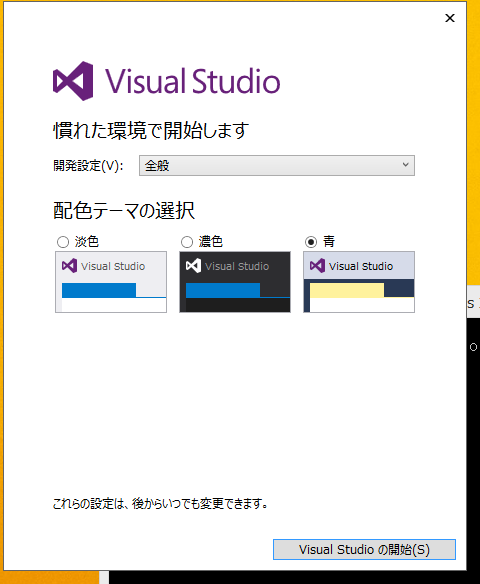 Visual Studio
慣れた環境で開始します
開発設定(V): 全般
配色テーマの選択
淡色 濃色 青
Visual Studio Visual Studio Visual Studio
これらの設定は、後からいつでも変更できます。
Visual Studio の開始(S)